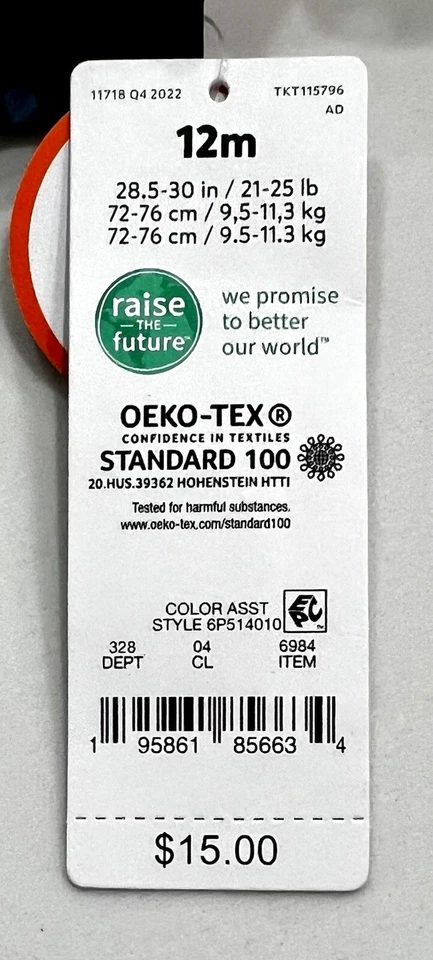 11718 Q4 2022
TKT115796
AD
12m
28.5-30 in / 21-25 lb
72-76 cm / 9,5-11,3 kg
72-76 cm / 9.5-11.3 kg
raise
THE
future™
we promise
to better
our world™
OEKO-TEX®
CONFIDENCE IN TEXTILES
STANDARD 100
20.HUS.39362 HOHENSTEIN HTTI
Tested for harmful substances.
www.oeko-tex.com/standard100
COLOR ASST
STYLE 6P514010
EPC™
328 04 6984
DEPT CL ITEM
1 95861 85663 4
$15.00